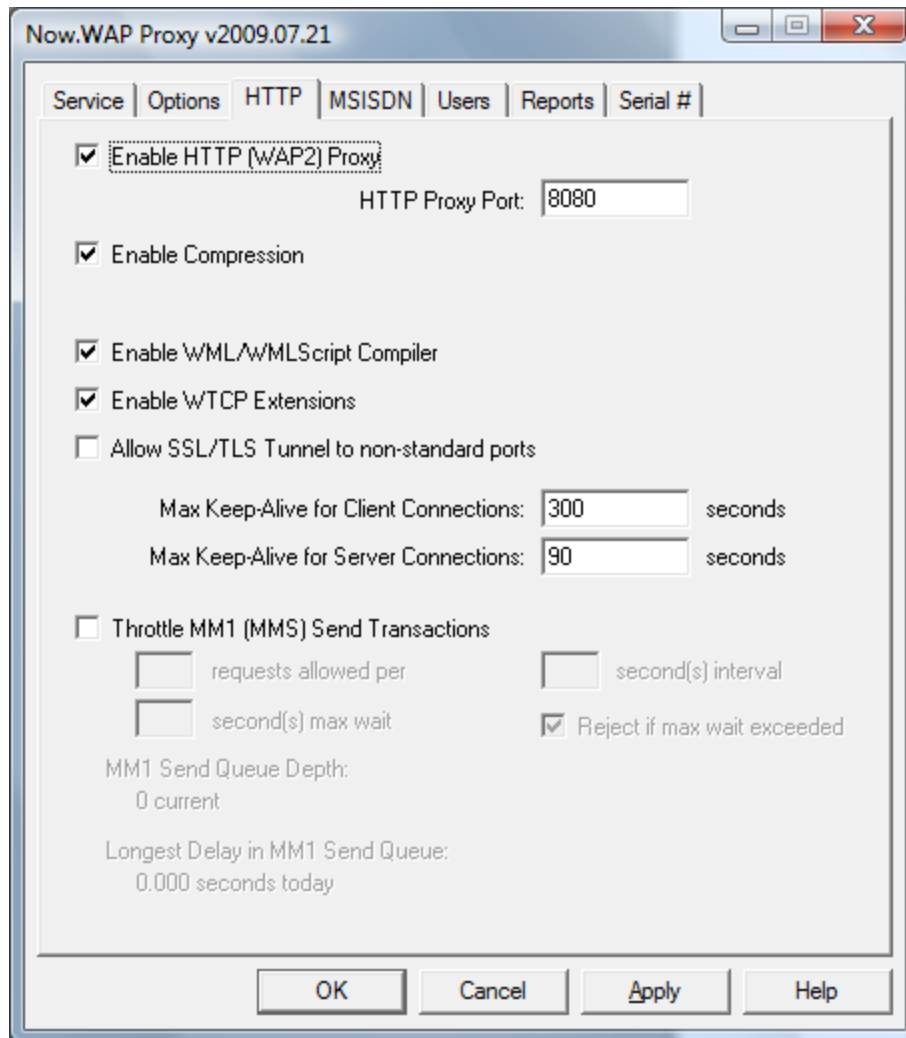 Now.WAP Proxy v2009.07.21
Service Options HTTP MSISDN Users Reports Serial #
Enable HTTP (WAP2) Proxy
HTTP Proxy Port: 8080
Enable Compression
Enable WML/WMLScript Compiler
Enable WTCP Extensions
Allow SSL/TLS Tunnel to non-standard ports
Max Keep-Alive for Client Connections: 300 seconds
Max Keep-Alive for Server Connections: 90 seconds
Throttle MM1 (MMS) Send Transactions
requests allowed per second(s) interval
second(s) max wait Reject if max wait exceeded
MM1 Send Queue Depth:
0 current
Longest Delay in MM1 Send Queue:
0.000 seconds today
OK Cancel Apply Help